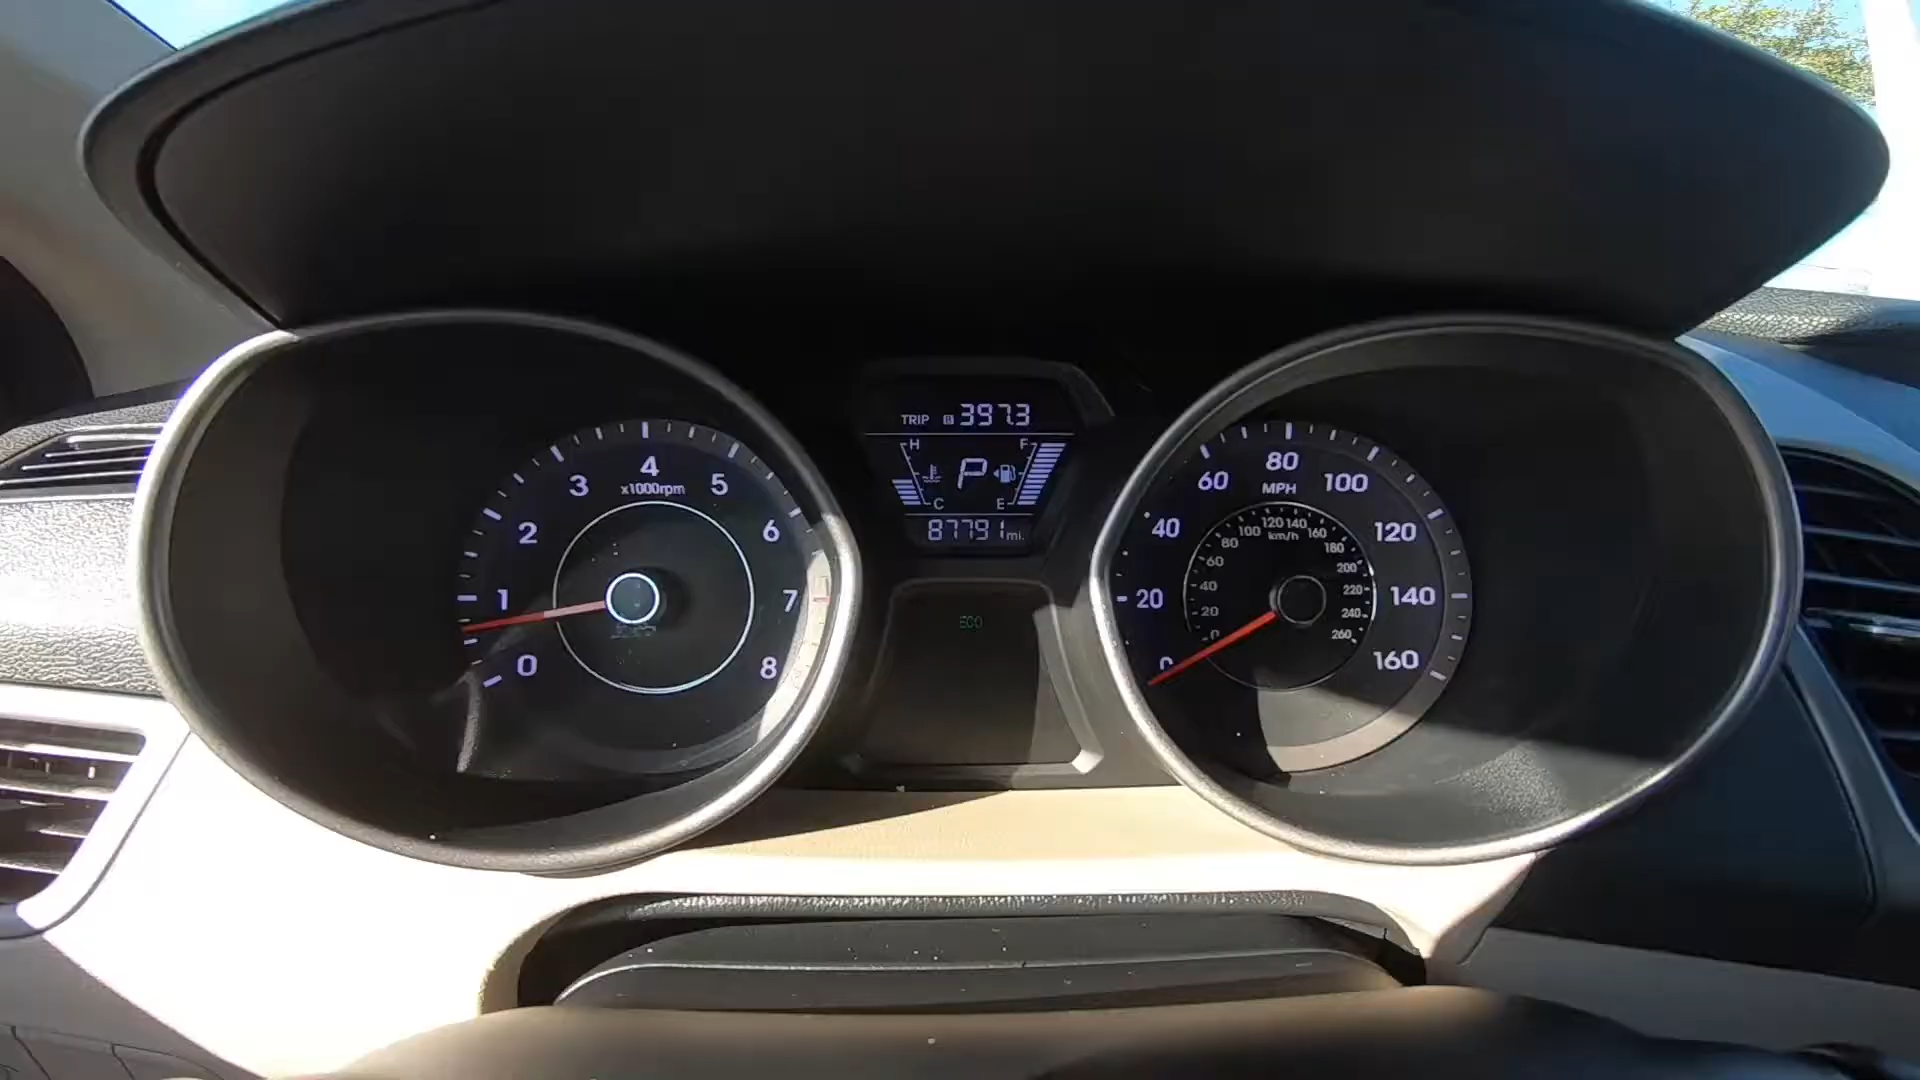 TRIP B 397.3
H F
P
C E
87791 mi.
4
3 5
x1000rpm
2 6
1 7
0 8
80
60 100
MPH
40 120
20 140
0 160
120 140
100 160
km/h
80 180
60 200
40 220
20 240
0 260
ECO